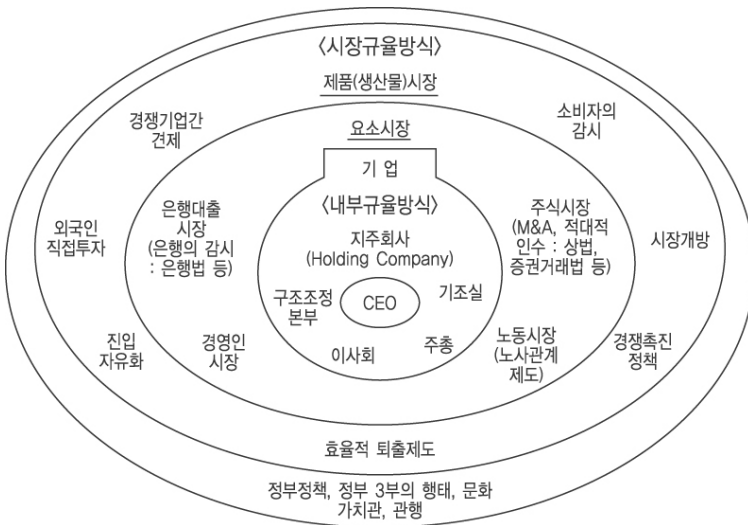 〈시장규율방식〉
제품(생산물)시장
경쟁기업간
견제
소비자의
감시
요소시장
기 업
〈내부규율방식〉
은행대출
시장
(은행의 감시
: 은행법 등)
주식시장
(M&A, 적대적
인수 : 상법,
증권거래법 등)
외국인
직접투자
시장개방
지주회사
(Holding Company)
구조조정
본부
CEO
기조실
이사회
주총
진입
자유화
경영인
시장
노동시장
(노사관계
제도)
경쟁촉진
정책
효율적 퇴출제도
정부정책, 정부 3부의 행태, 문화
가치관, 관행